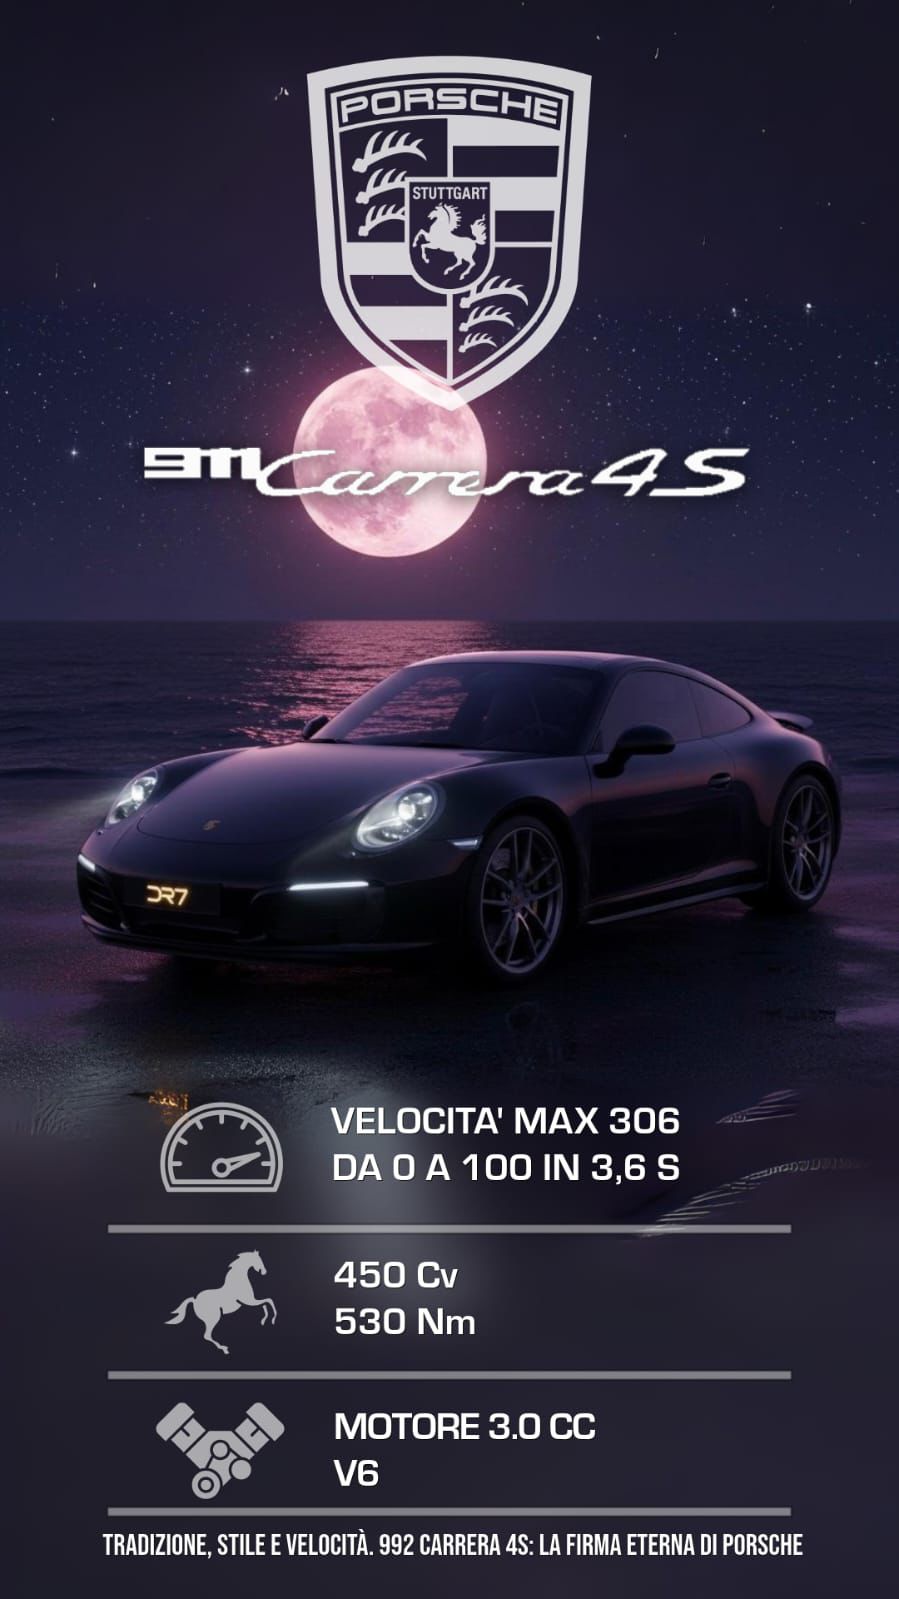 PORSCHE
STUTTGART
911 Carrera 4S
DR7
VELOCITA' MAX 306
DA 0 A 100 IN 3,6 S
450 Cv
530 Nm
MOTORE 3.0 CC
V6
TRADIZIONE, STILE E VELOCITÀ. 992 CARRERA 4S: LA FIRMA ETERNA DI PORSCHE